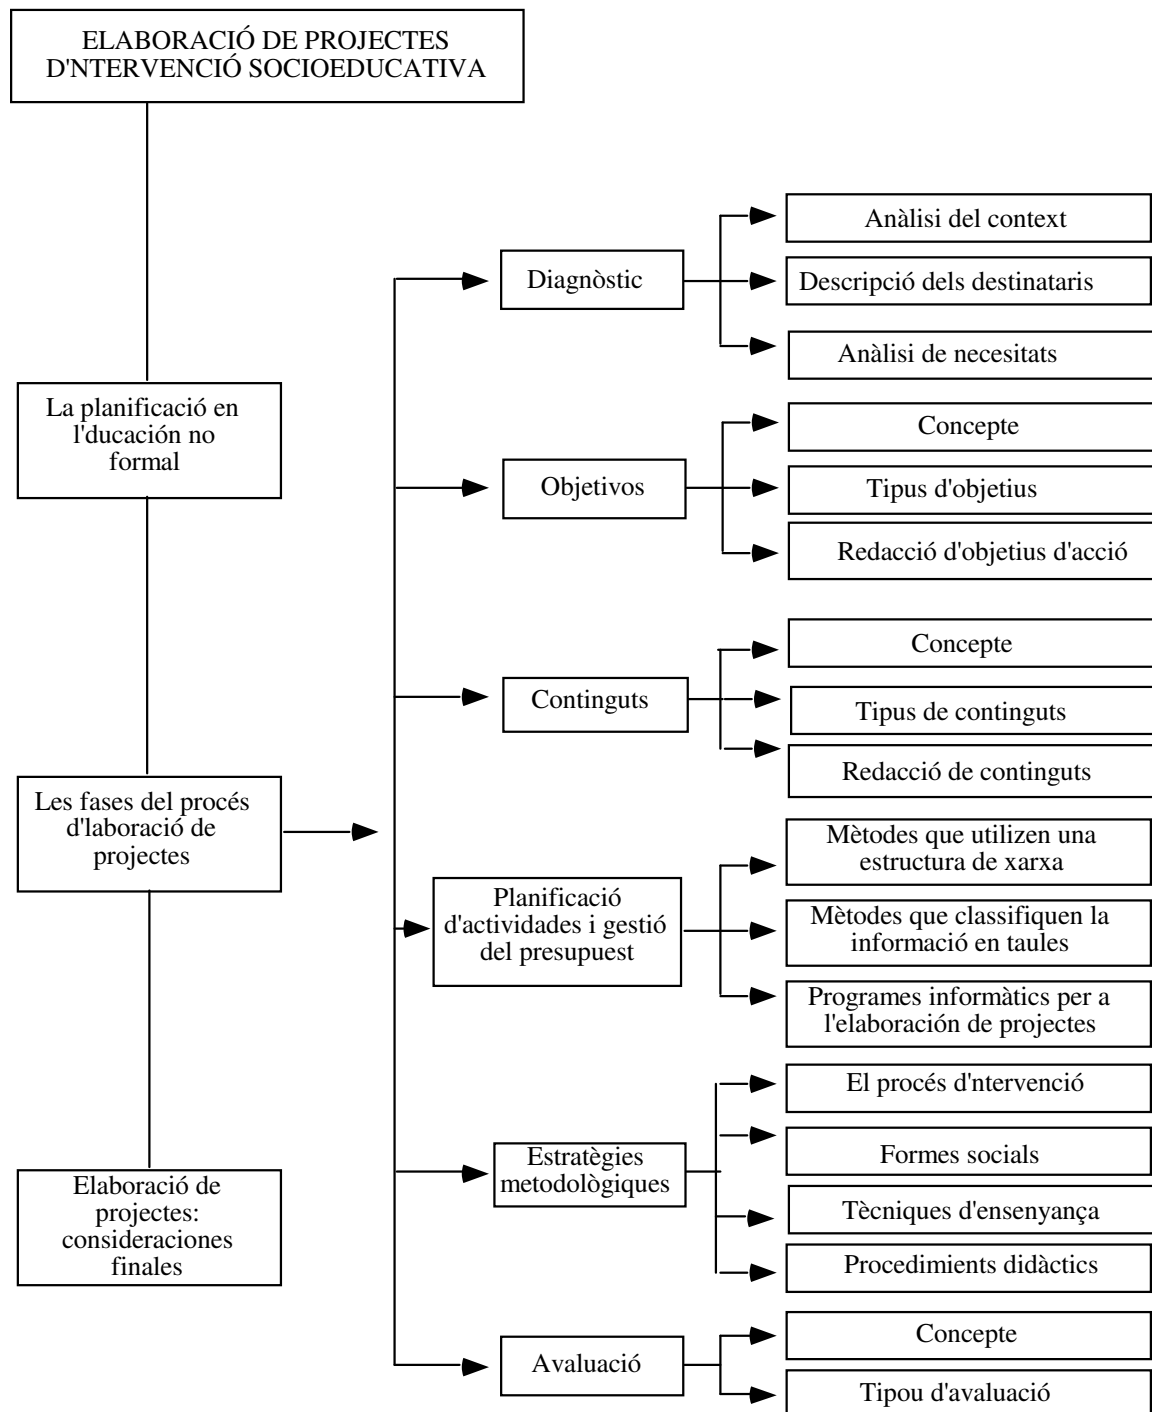 ELABORACIÓ DE PROJECTES
D'NTERVENCIÓ SOCIOEDUCATIVA
La planificació en
l'ducación no
formal
Les fases del procés
d'laboració de
projectes
Elaboració de
projectes:
consideraciones
finales
Diagnòstic
Anàlisi del context
Descripció dels destinataris
Anàlisi de necesitats
Objetivos
Concepte
Tipus d'objetius
Redacció d'objetius d'acció
Continguts
Concepte
Tipus de continguts
Redacció de continguts
Planificació
d'actividades i gestió
del presupuest
Mètodes que utilizen una
estructura de xarxa
Mètodes que classifiquen la
informació en taules
Programes informàtics per a
l'elaboración de projectes
Estratègies
metodològiques
El procés d'ntervenció
Formes socials
Tècniques d'ensenyança
Procedimients didàctics
Avaluació
Concepte
Tipou d'avaluació